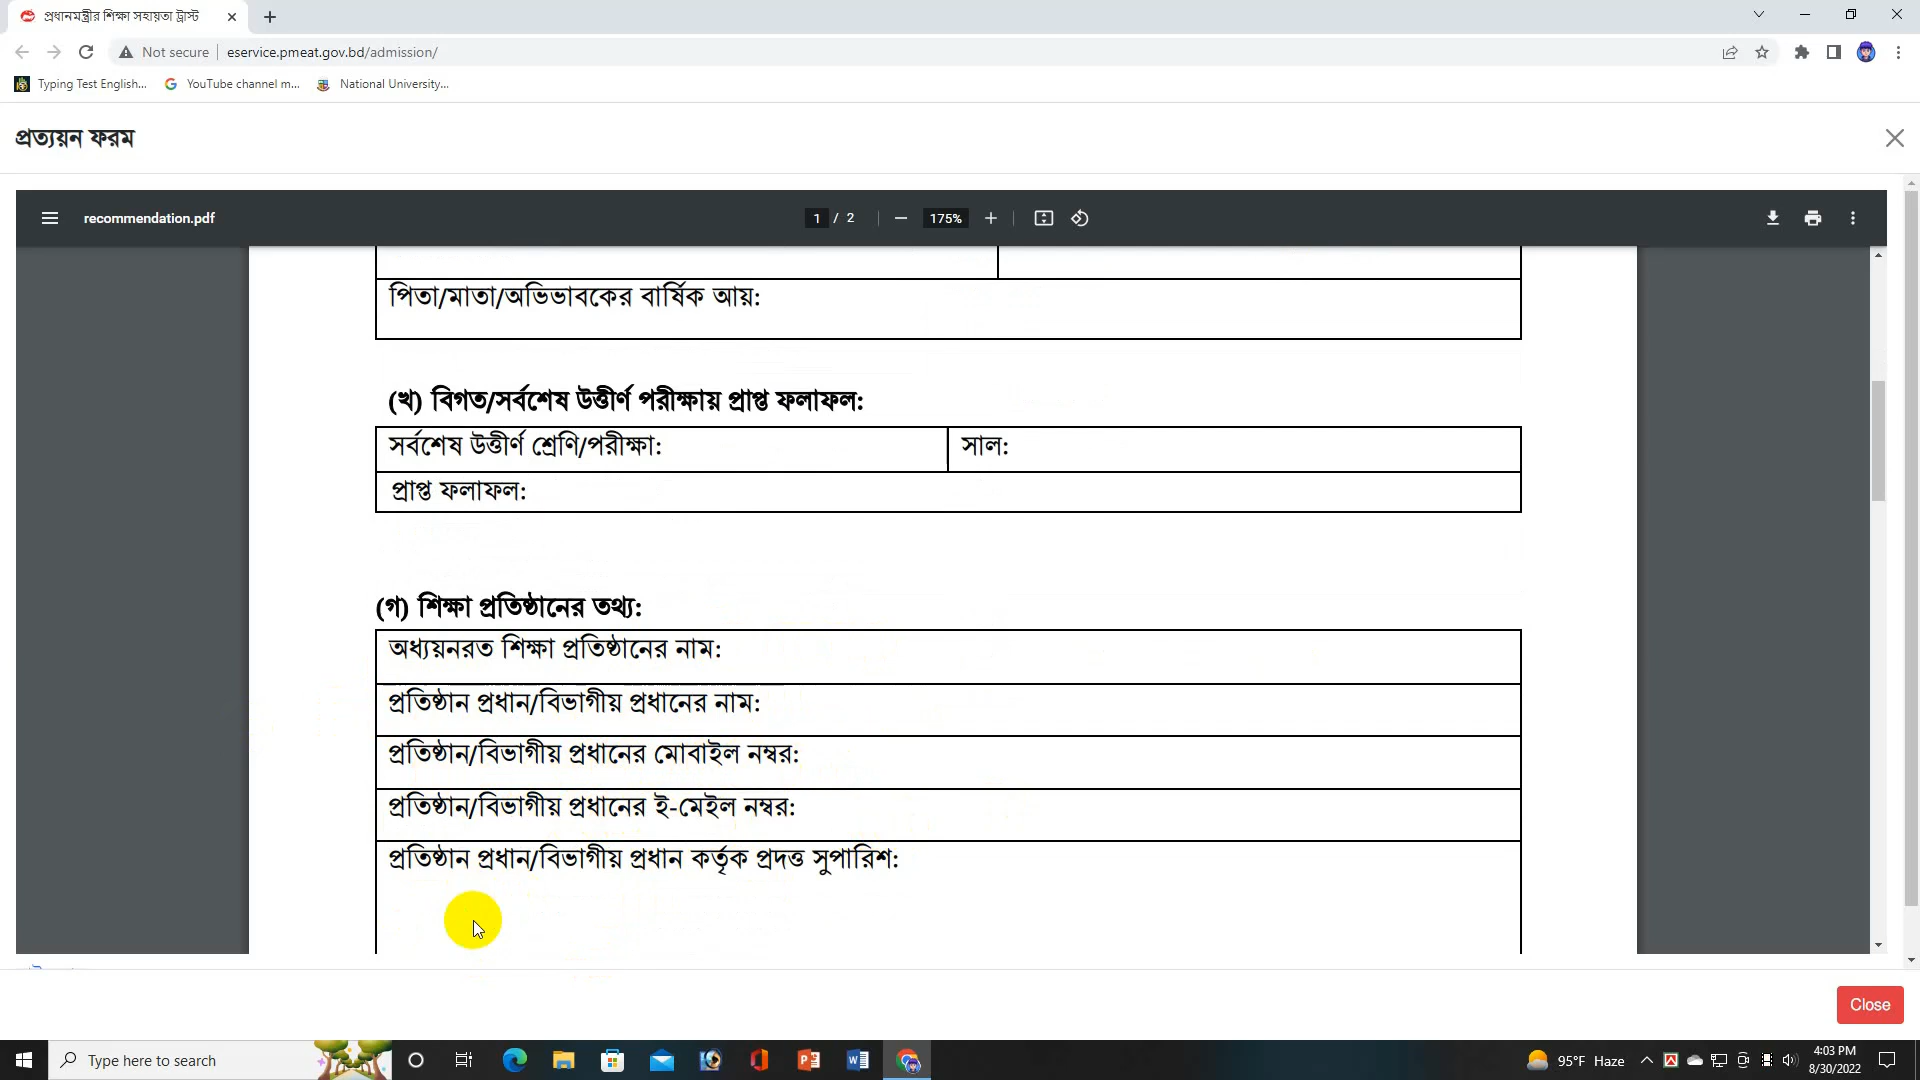 প্রধানমন্ত্রীর শিক্ষা সহায়তা ট্রাস্ট
Not secure
eservice.pmeat.gov.bd/admission/
Typing Test English...
YouTube channel m...
National University...
প্রত্যয়ন ফরম
recommendation.pdf
1 / 2
175%
পিতা/মাতা/অভিভাবকের বার্ষিক আয়:
(খ) বিগত/সর্বশেষ উত্তীর্ণ পরীক্ষায় প্রাপ্ত ফলাফল:
সর্বশেষ উত্তীর্ণ শ্রেণি/পরীক্ষা:
সাল:
প্রাপ্ত ফলাফল:
(গ) শিক্ষা প্রতিষ্ঠানের তথ্য:
অধ্যয়নরত শিক্ষা প্রতিষ্ঠানের নাম:
প্রতিষ্ঠান প্রধান/বিভাগীয় প্রধানের নাম:
প্রতিষ্ঠান/বিভাগীয় প্রধানের মোবাইল নম্বর:
প্রতিষ্ঠান/বিভাগীয় প্রধানের ই-মেইল নম্বর:
প্রতিষ্ঠান প্রধান/বিভাগীয় প্রধান কর্তৃক প্রদত্ত সুপারিশ:
Close
Type here to search
95°F Haze
4:03 PM
8/30/2022